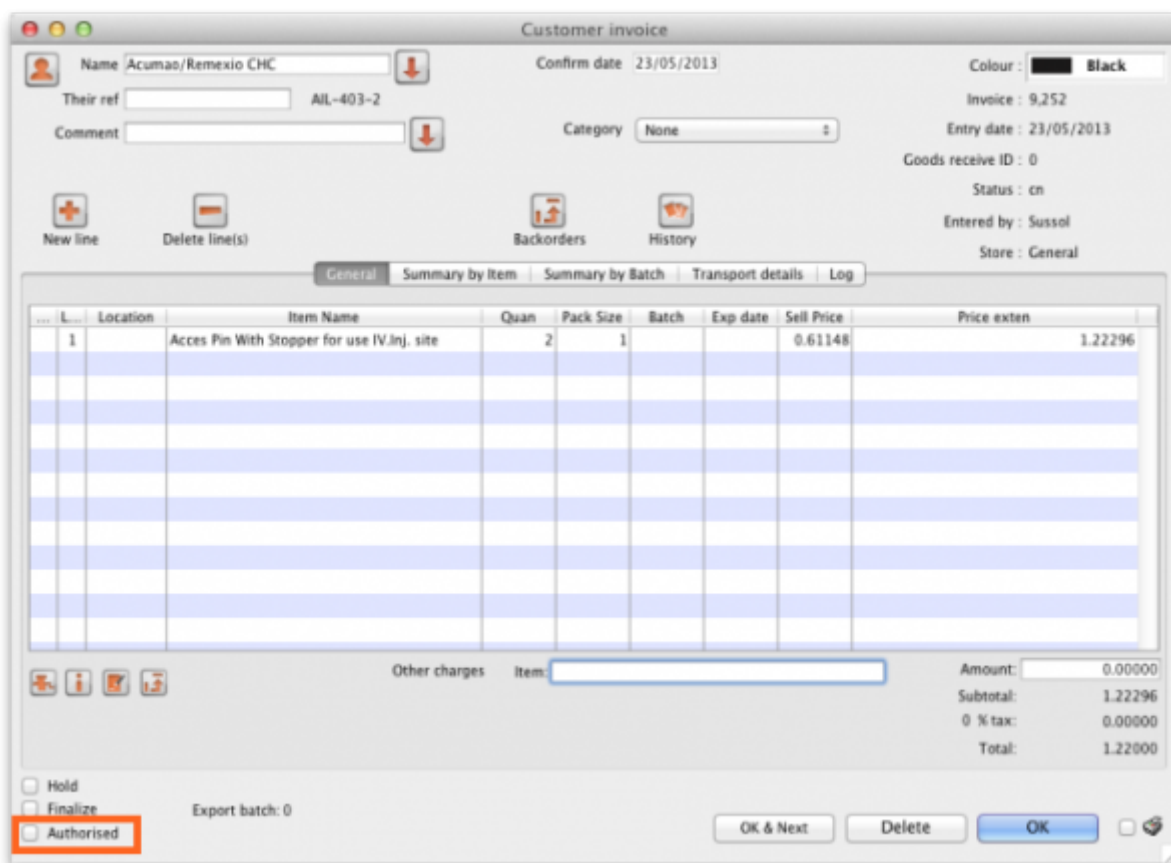 Customer invoice
Name Acumao/Remexio CHC
Confirm date 23/05/2013
Colour : Black
Their ref
AIL-403-2
Invoice : 9,252
Comment
Category None
Entry date : 23/05/2013
Goods receive ID : 0
Status : cn
Entered by : Sussol
Store : General
New line
Delete line(s)
Backorders
History
General Summary by Item Summary by Batch Transport details Log
... L... Location Item Name Quan Pack Size Batch Exp date Sell Price Price exten
1 Acces Pin With Stopper for use IV.Inj. site 2 1 0.61148 1.22296
Other charges Item: Amount: 0.00000
Subtotal: 1.22296
0 % tax: 0.00000
Total: 1.22000
Hold
Finalize Export batch: 0
Authorised
OK & Next Delete OK